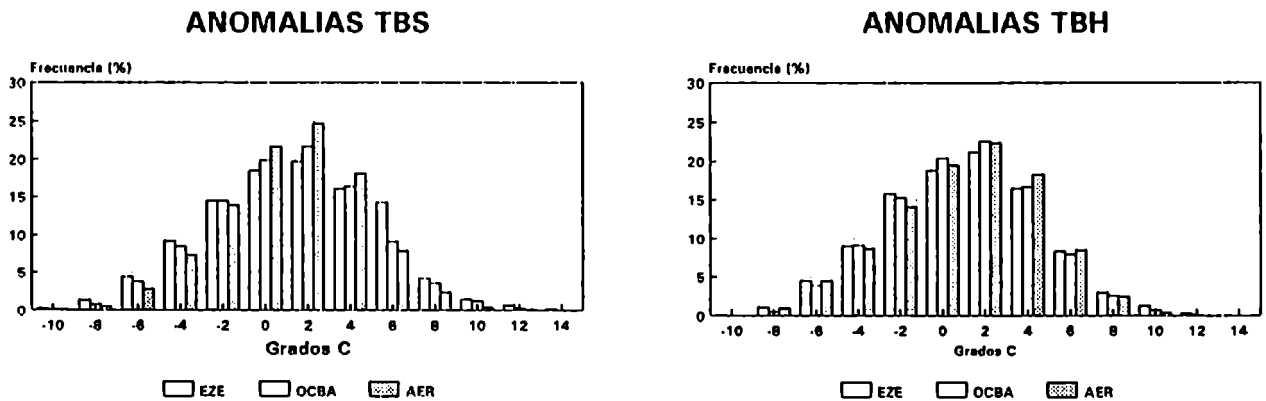 ANOMALIAS TBS
Frecuencia (%)
30
25
20
15
10
5
0
-10 -8 -6 -4 -2 0 2 4 6 8 10 12 14
Grados C
EZE OCBA AER
ANOMALIAS TBH
Frecuencia (%)
30
25
20
15
10
5
0
-10 -8 -6 -4 -2 0 2 4 6 8 10 12 14
Grados C
EZE OCBA AER